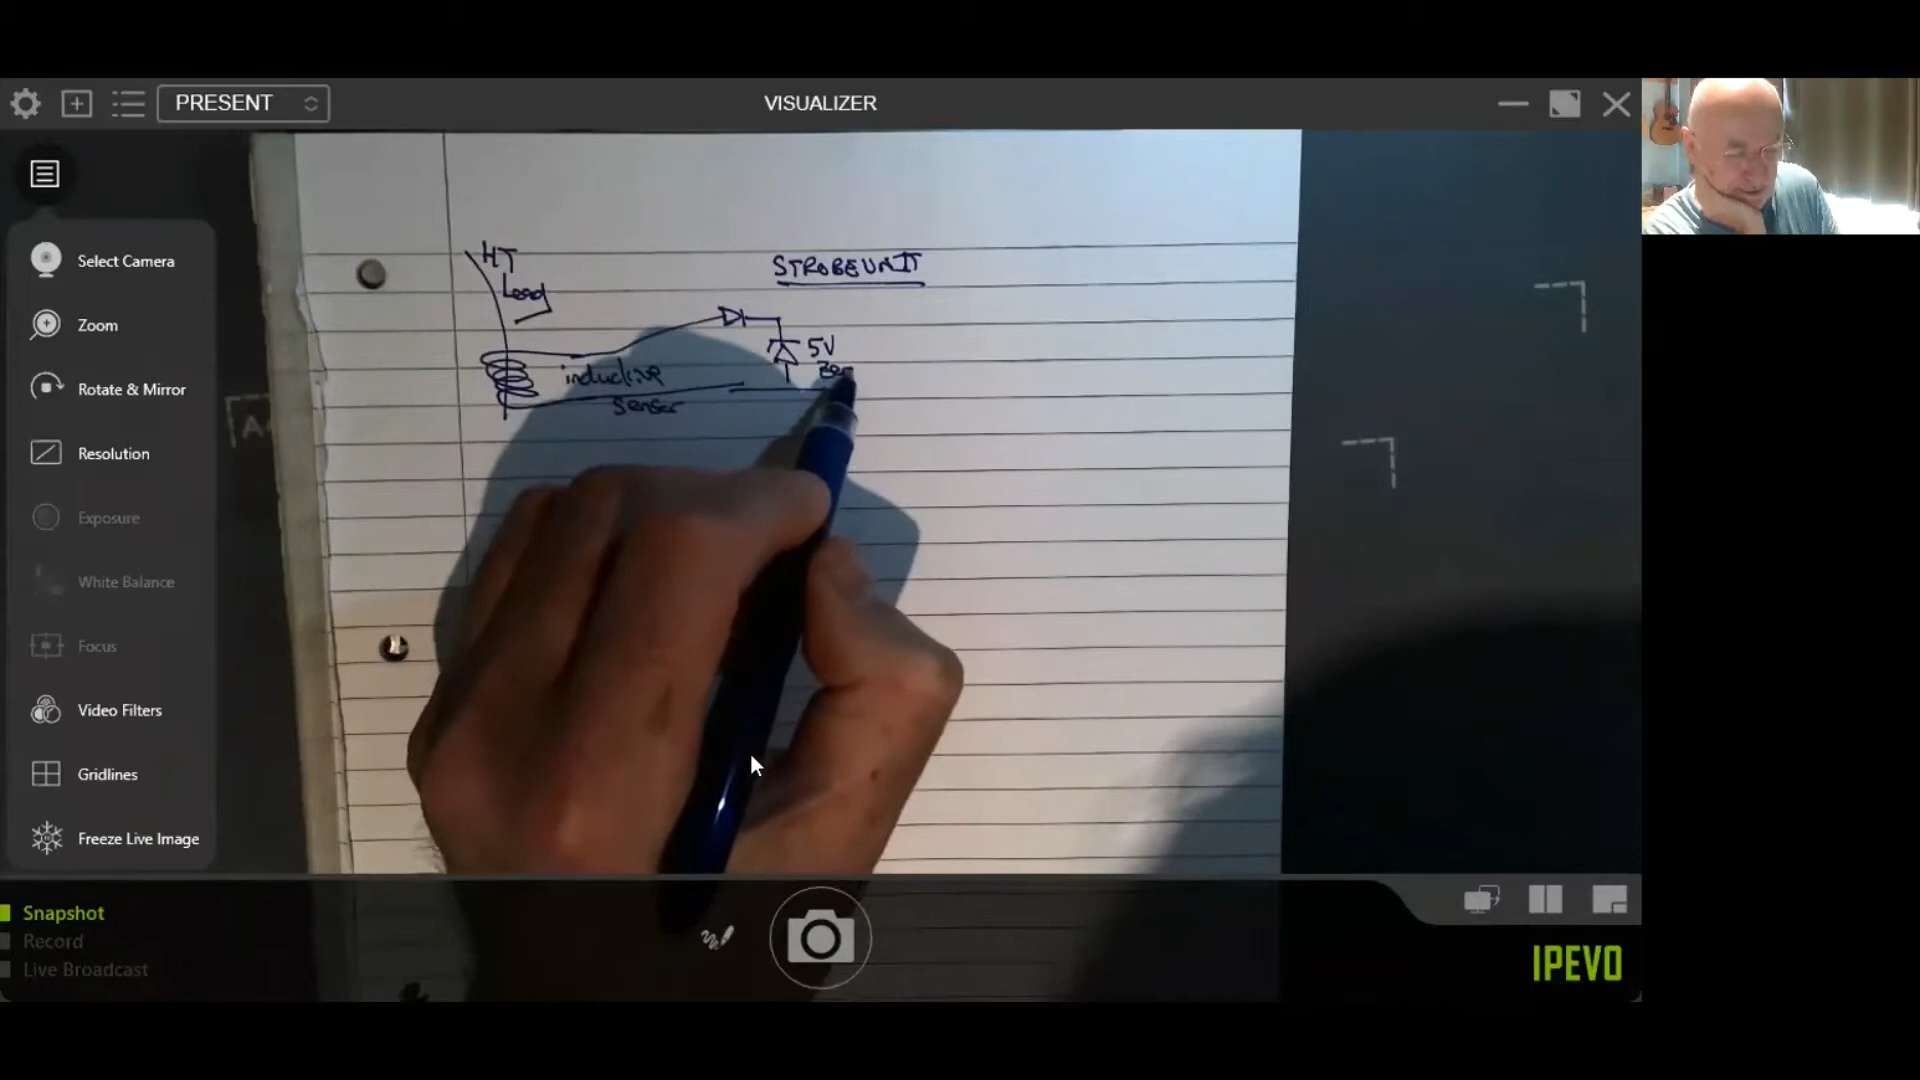 PRESENT
VISUALIZER
Select Camera
Zoom
Rotate & Mirror
Resolution
Exposure
White Balance
Focus
Video Filters
Gridlines
Freeze Live Image
HT
Lead
STROBE UNIT
5V
Zen
inductive
sensor
A
Snapshot
Record
Live Broadcast
IPEVO